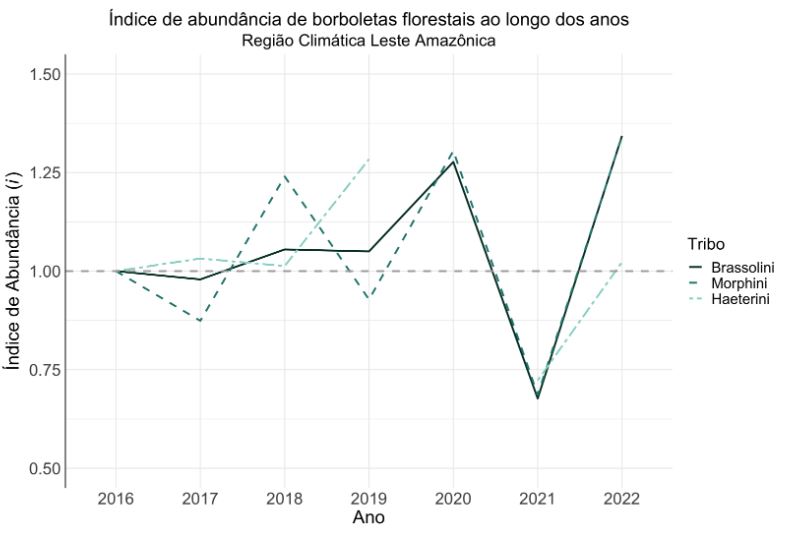 Índice de abundância de borboletas florestais ao longo dos anos
Região Climática Leste Amazônica
1.50
1.25
1.00
0.75
0.50
Índice de Abundância (i)
2016 2017 2018 2019 2020 2021 2022
Ano
Tribo
Brassolini
Morphini
Haeterini